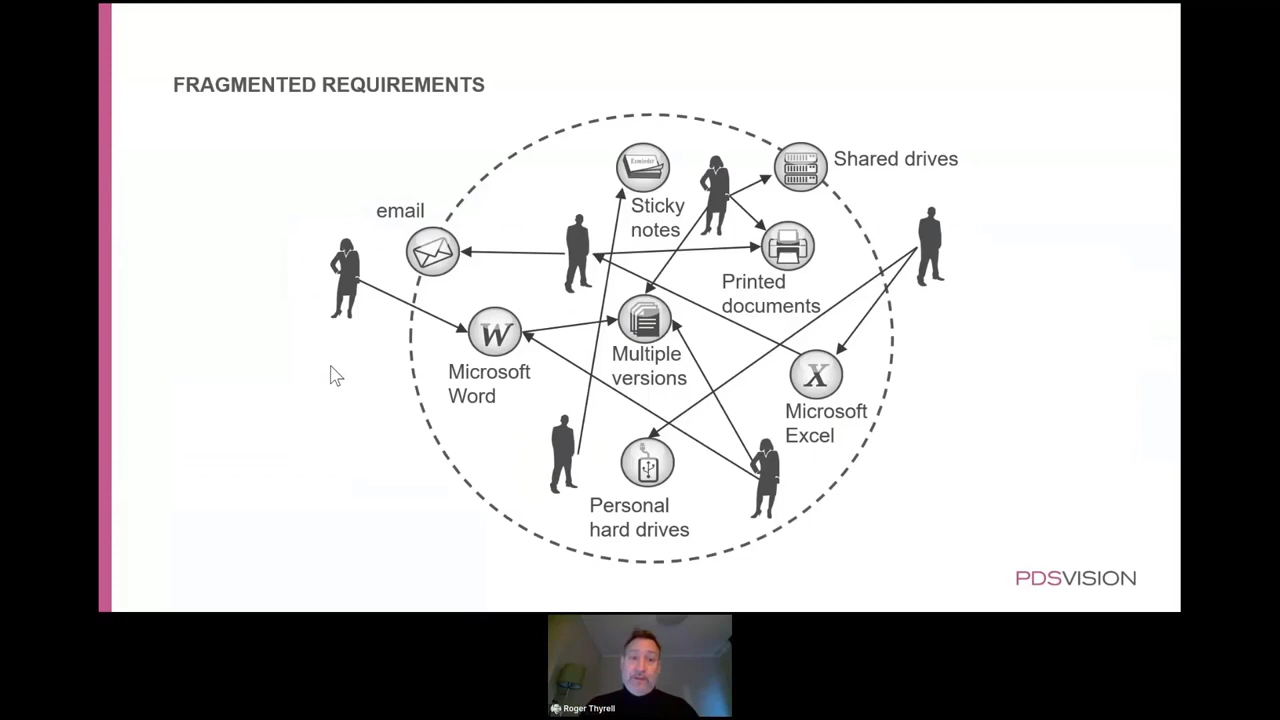 FRAGMENTED REQUIREMENTS
Shared drives
Reminder
email
Sticky
notes
Printed
documents
W
Multiple
versions
Microsoft
Word
X
Microsoft
Excel
Personal
hard drives
PDSVISION
Roger Thyrell